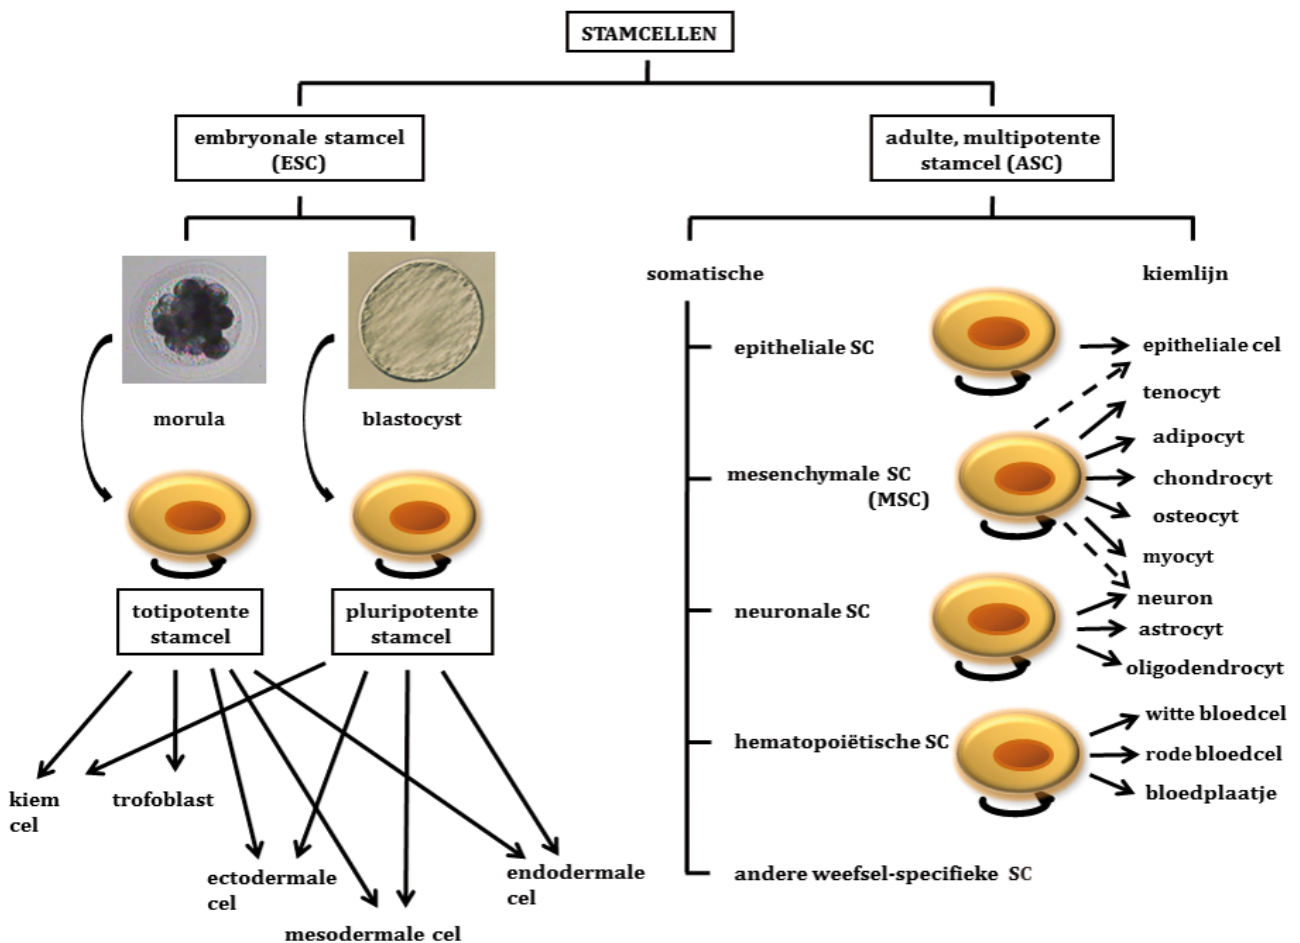 STAMCELLEN
embryonale stamcel
(ESC)
adulte, multipotente
stamcel (ASC)
morula
blastocyst
totipotente
stamcel
pluripotente
stamcel
kiem
cel
trofoblast
ectodermale
cel
mesodermale cel
endodermale
cel
somatische
kiemlijn
epitheliale SC
epitheliale cel
tenocyt
adipocyt
mesenchymale SC
(MSC)
chondrocyt
osteocyt
myocyt
neuronale SC
neuron
astrocyt
oligodendrocyt
hematopoiëtische SC
witte bloedcel
rode bloedcel
bloedplaatje
andere weefsel-specifieke SC